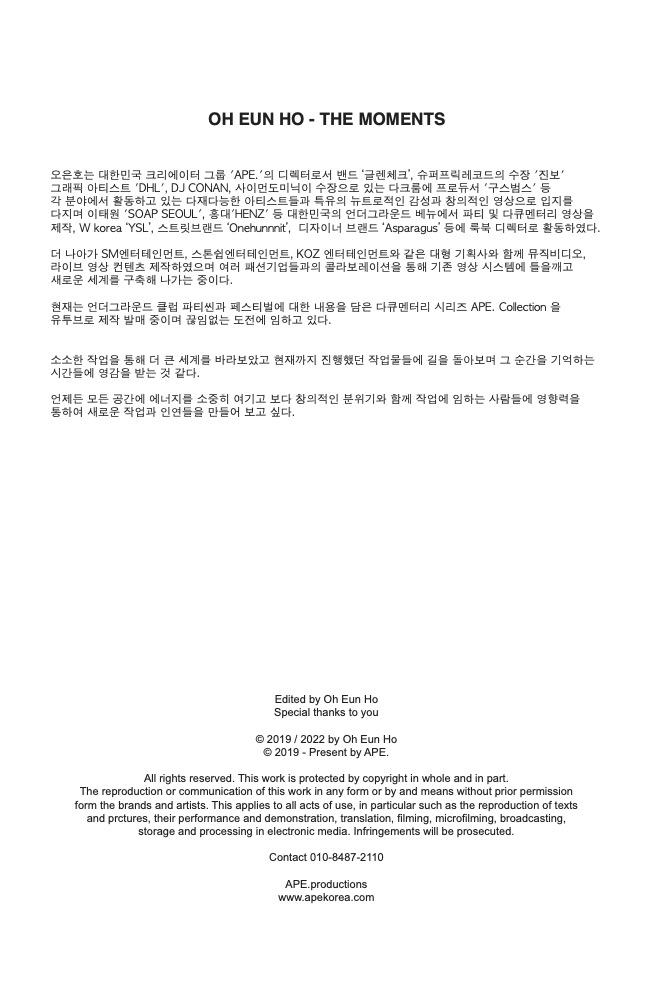 OH EUN HO - THE MOMENTS
오은호는 대한민국 크리에이터 그룹 ‘APE.’의 디렉터로서 밴드 ‘글렌체크’, 슈퍼프릭레코드의 수장 ‘진보’
그래픽 아티스트 ‘DHL’, DJ CONAN, 사이먼도미닉이 수장으로 있는 다크룸에 프로듀서 ‘구스범스’ 등
각 분야에서 활동하고 있는 다재다능한 아티스트들과 특유의 뉴트로적인 감성과 창의적인 영상으로 입지를
다지며 이태원 ‘SOAP SEOUL’, 홍대‘HENZ’ 등 대한민국의 언더그라운드 베뉴에서 파티 및 다큐멘터리 영상을
제작, W korea ‘YSL’, 스트릿브랜드 ‘Onehunnnit’, 디자이너 브랜드 ‘Asparagus’ 등에 룩북 디렉터로 활동하였다.
더 나아가 SM엔터테인먼트, 스톤쉽엔터테인먼트, KOZ 엔터테인먼트와 같은 대형 기획사와 함께 뮤직비디오,
라이브 영상 컨텐츠 제작하였으며 여러 패션기업들과의 콜라보레이션을 통해 기존 영상 시스템에 틀을깨고
새로운 세계를 구축해 나가는 중이다.
현재는 언더그라운드 클럽 파티씬과 페스티벌에 대한 내용을 담은 다큐멘터리 시리즈 APE. Collection 을
유투브로 제작 발매 중이며 끊임없는 도전에 임하고 있다.
소소한 작업을 통해 더 큰 세계를 바라보았고 현재까지 진행했던 작업물들에 길을 돌아보며 그 순간을 기억하는
시간들에 영감을 받는 것 같다.
언제든 모든 공간에 에너지를 소중히 여기고 보다 창의적인 분위기와 함께 작업에 임하는 사람들에 영향력을
통하여 새로운 작업과 인연들을 만들어 보고 싶다.
Edited by Oh Eun Ho
Special thanks to you
© 2019 / 2022 by Oh Eun Ho
© 2019 - Present by APE.
All rights reserved. This work is protected by copyright in whole and in part.
The reproduction or communication of this work in any form or by and means without prior permission
form the brands and artists. This applies to all acts of use, in particular such as the reproduction of texts
and prctures, their performance and demonstration, translation, filming, microfilming, broadcasting,
storage and processing in electronic media. Infringements will be prosecuted.
Contact 010-8487-2110
APE.productions
www.apekorea.com